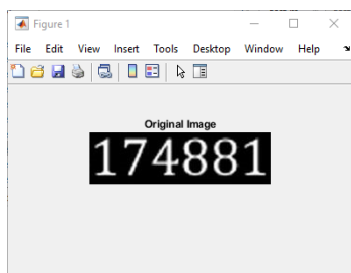 Figure 1
File Edit View Insert Tools Desktop Window Help
Original Image
174881